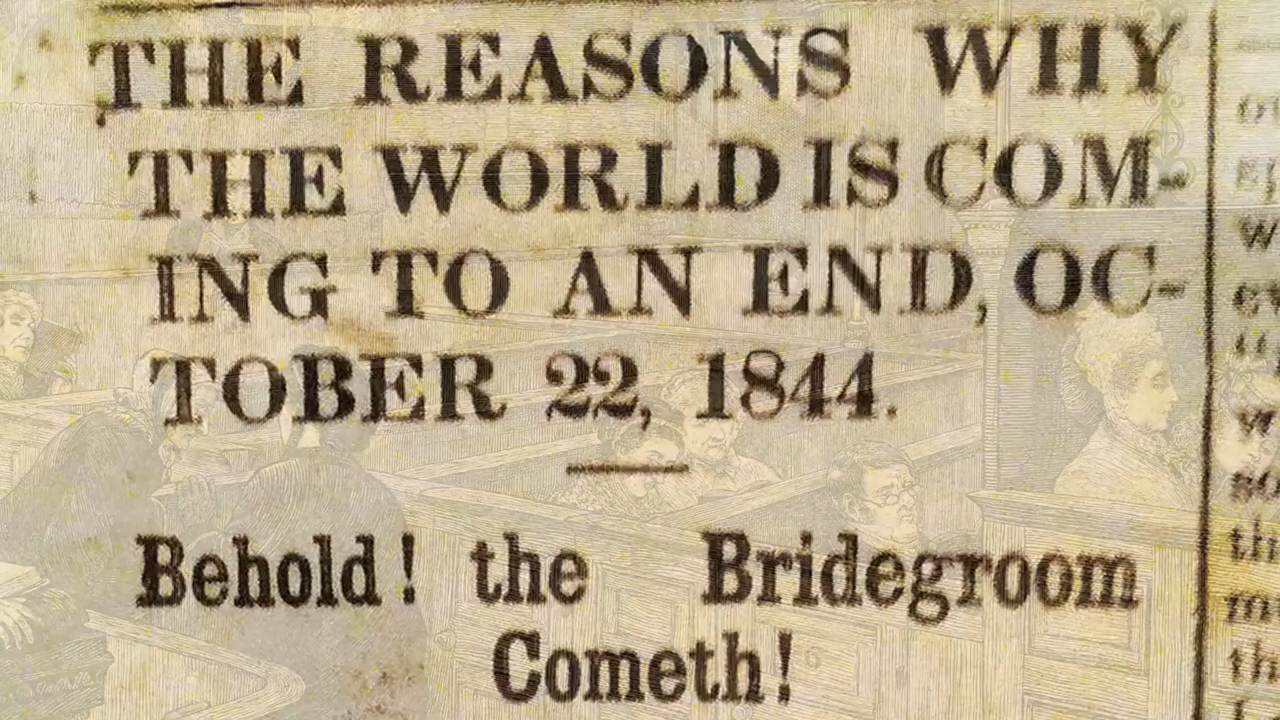 THE REASONS WHY
THE WORLD IS COM-
ING TO AN END, OC-
TOBER 22, 1844.
Behold! the Bridegroom
Cometh!